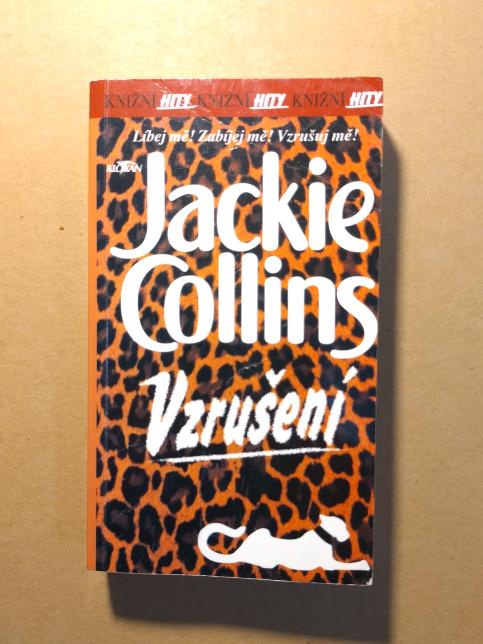 KNIŽNÍ HITY KNIŽNÍ HITY KNIŽNÍ HITY
Líbej mě! Zabíjej mě! Vzrušuj mě!
KLOKAN
Jackie
Collins
Vzrušení